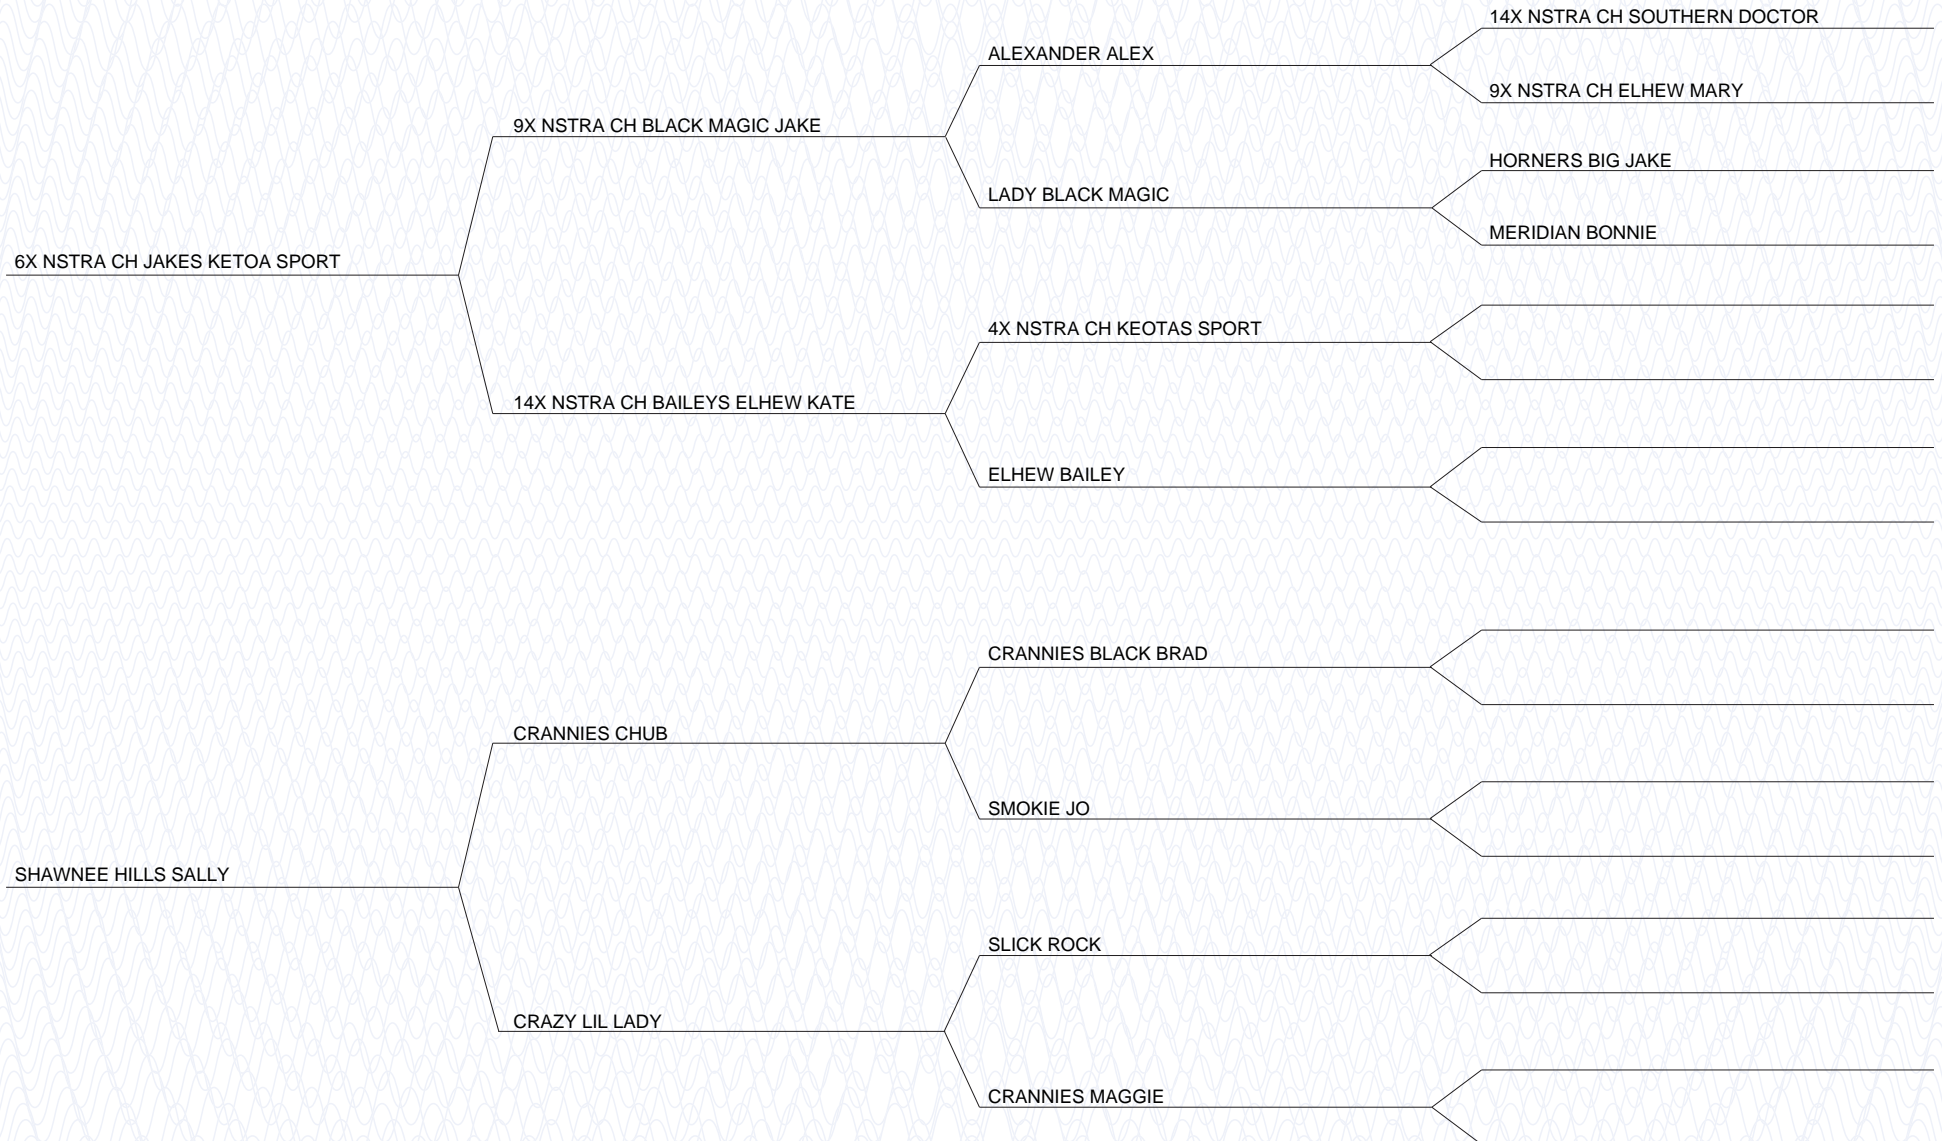 14X NSTRA CH SOUTHERN DOCTOR
ALEXANDER ALEX
9X NSTRA CH ELHEW MARY
9X NSTRA CH BLACK MAGIC JAKE
HORNERS BIG JAKE
LADY BLACK MAGIC
MERIDIAN BONNIE
6X NSTRA CH JAKES KETOA SPORT
4X NSTRA CH KEOTAS SPORT
14X NSTRA CH BAILEYS ELHEW KATE
ELHEW BAILEY
CRANNIES BLACK BRAD
CRANNIES CHUB
SMOKIE JO
SHAWNEE HILLS SALLY
SLICK ROCK
CRAZY LIL LADY
CRANNIES MAGGIE